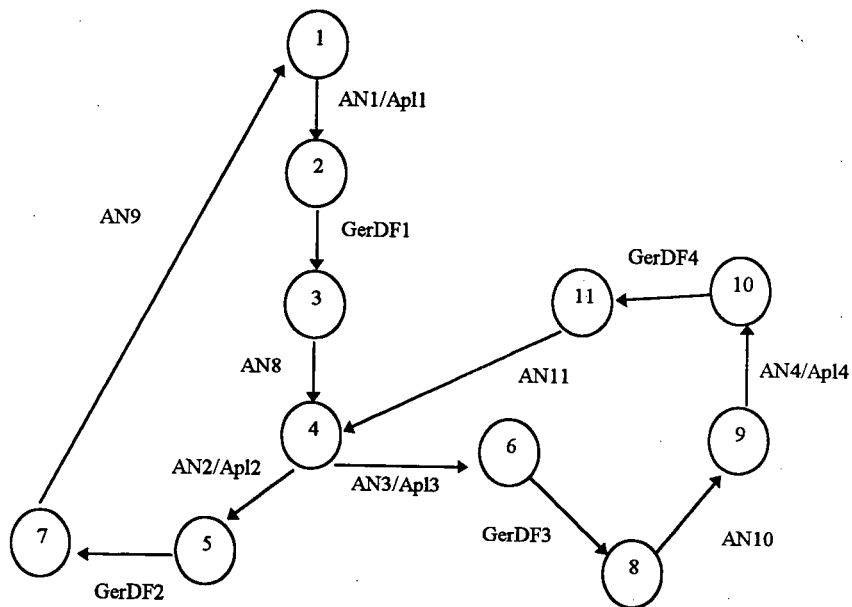 1
AN1/Apl1
2
AN9
GerDF1
GerDF4
10
11
3
AN8
AN11
AN4/Apl4
4
6
9
AN2/Apl2
AN3/Apl3
7
5
GerDF3
AN10
8
GerDF2